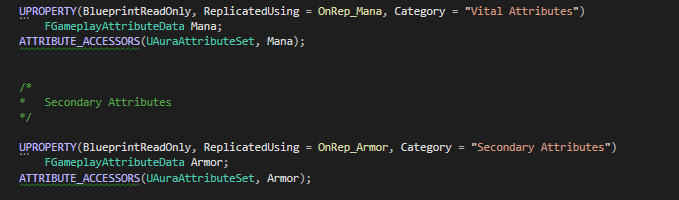 UPROPERTY(BlueprintReadOnly, ReplicatedUsing = OnRep_Mana, Category = "Vital Attributes")
FGameplayAttributeData Mana;
ATTRIBUTE_ACCESSORS(UAuraAttributeSet, Mana);
/*
* Secondary Attributes
*/
UPROPERTY(BlueprintReadOnly, ReplicatedUsing = OnRep_Armor, Category = "Secondary Attributes")
FGameplayAttributeData Armor;
ATTRIBUTE_ACCESSORS(UAuraAttributeSet, Armor);